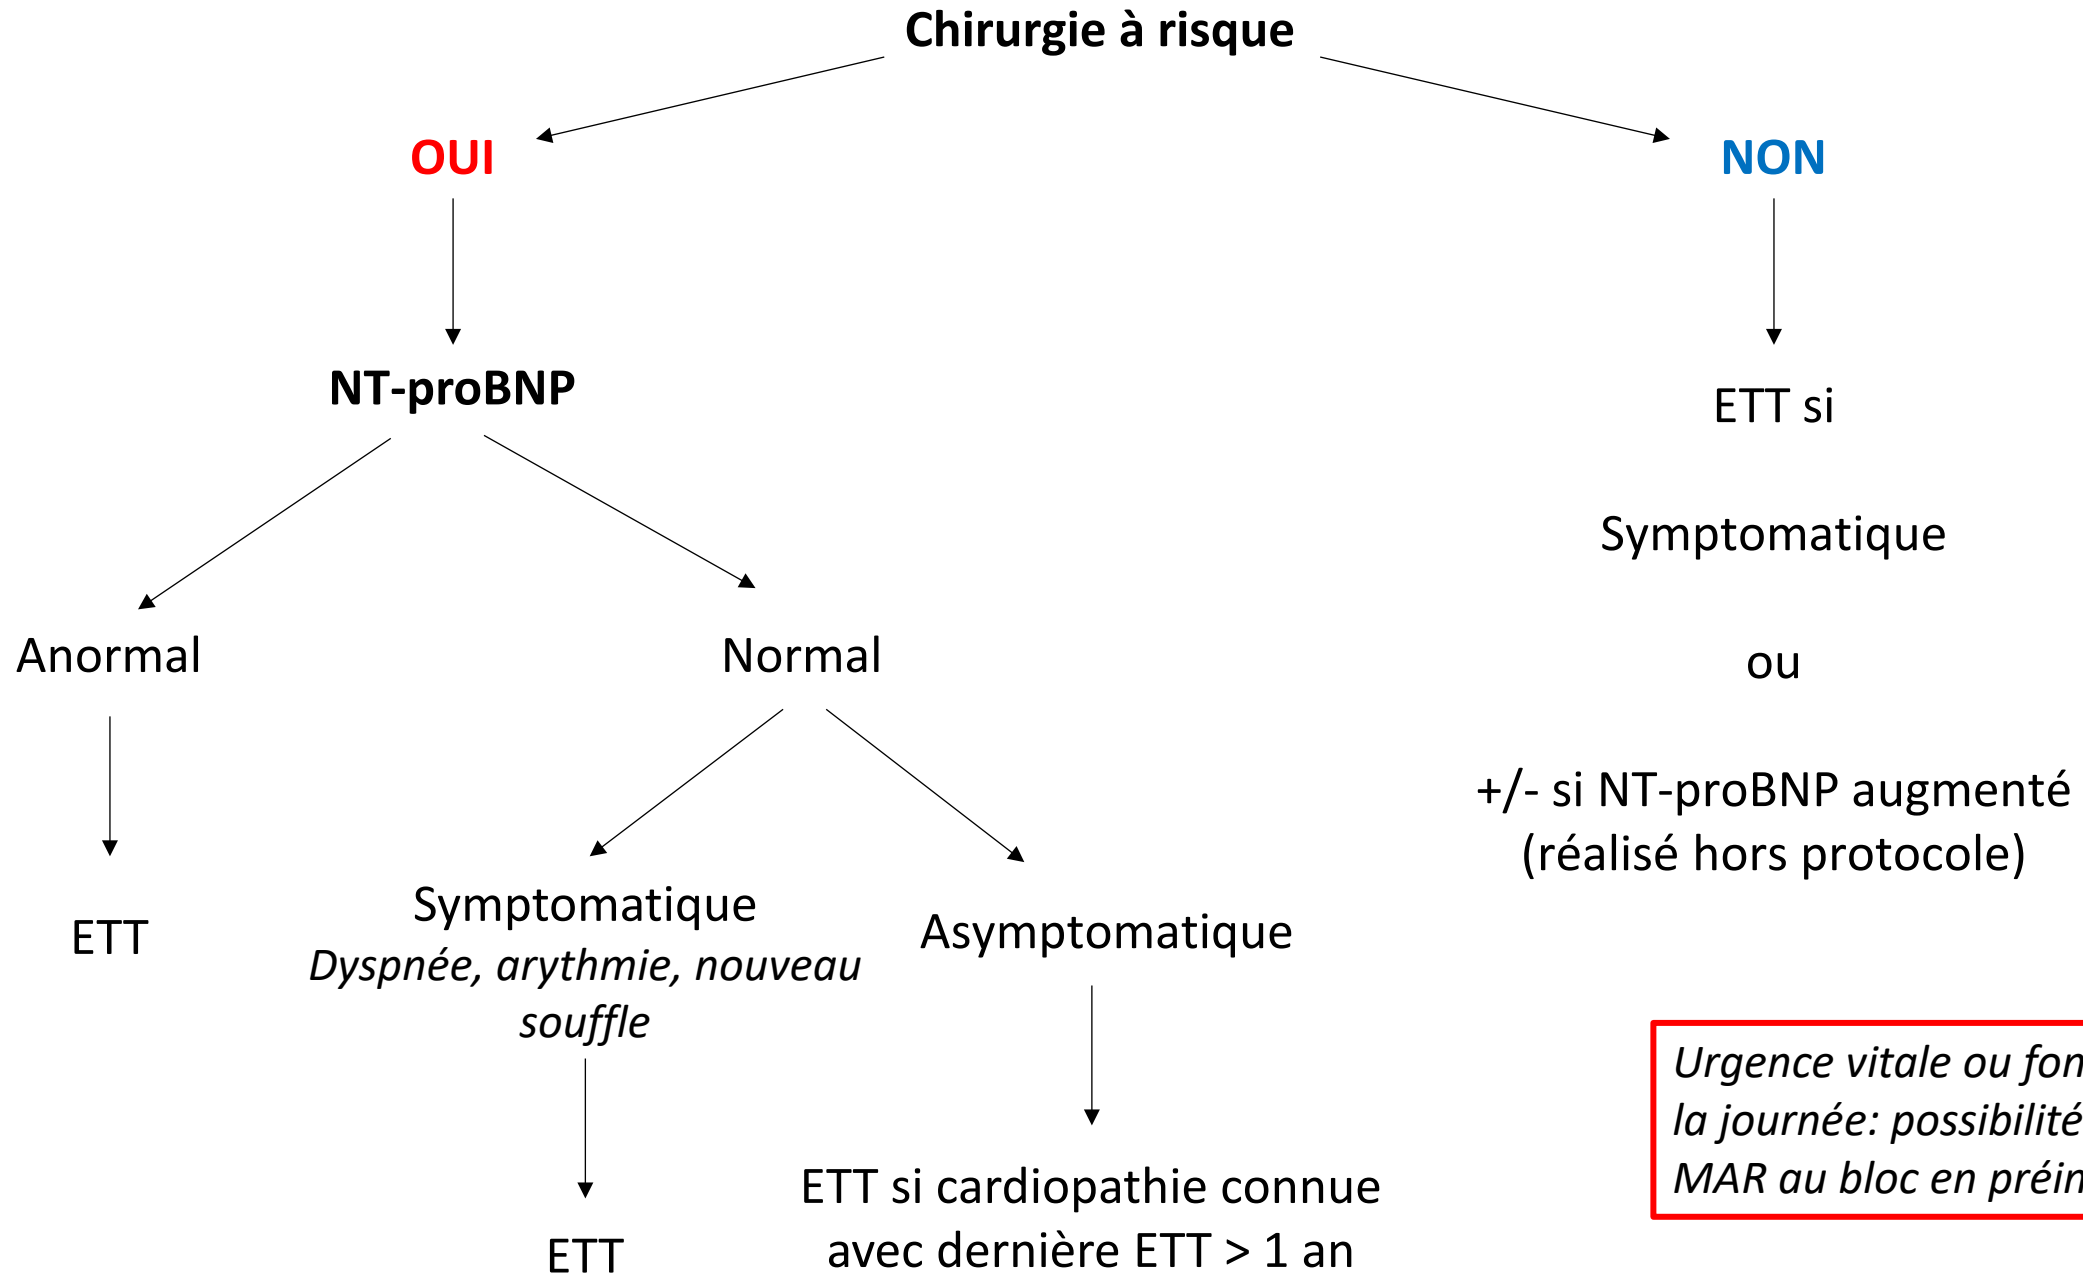 Chirurgie à risque
OUI
NON
NT-proBNP
ETT si
Symptomatique
ou
+/- si NT-proBNP augmenté
(réalisé hors protocole)
Anormal
Normal
ETT
Symptomatique
Dyspnée, arythmie, nouveau
souffle
Asymptomatique
ETT
ETT si cardiopathie connue
avec dernière ETT > 1 an
Urgence vitale ou
la journée: possibilité
MAR au bloc en